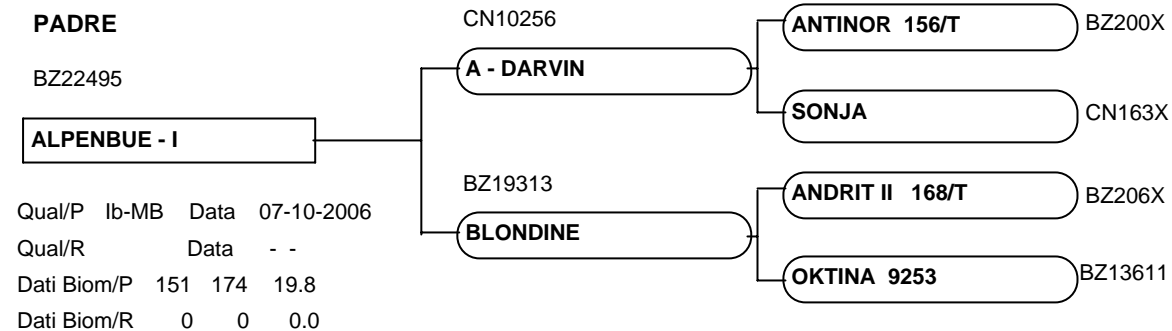 PADRE
CN10256
ANTINOR 156/T
BZ200X
BZ22495
A - DARVIN
SONJA
CN163X
ALPENBUE - I
BZ19313
ANDRIT II 168/T
BZ206X
BLONDINE
OKTINA 9253
BZ13611
Qual/P Ib-MB Data 07-10-2006
Qual/R Data - -
Dati Biom/P 151 174 19.8
Dati Biom/R 0 0 0.0